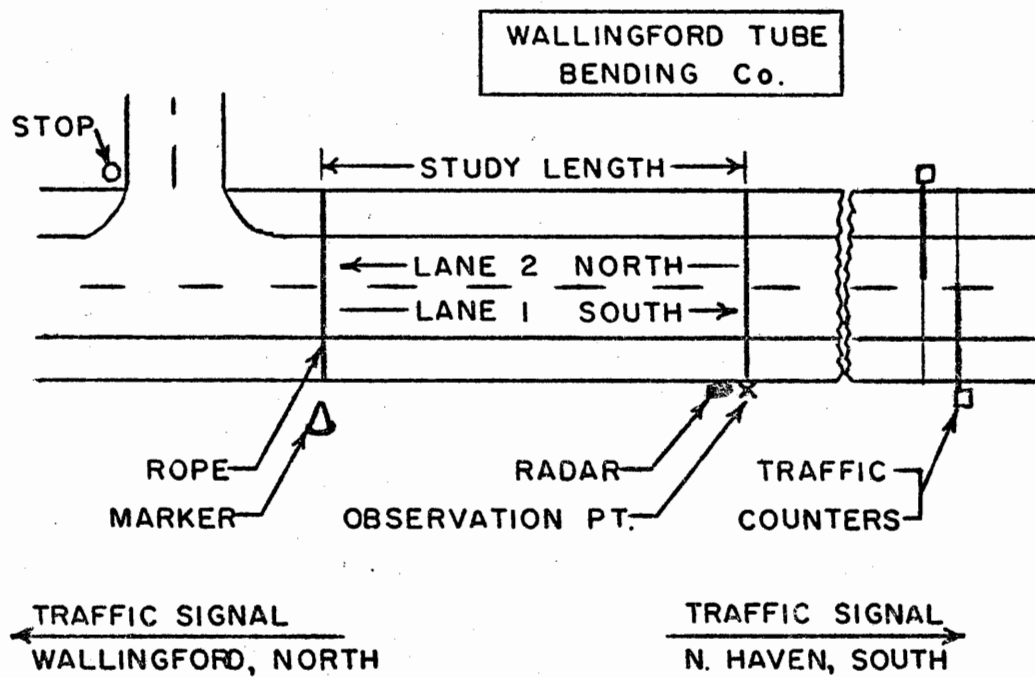 WALLINGFORD TUBE
BENDING Co.
STOP
STUDY LENGTH
LANE 2 NORTH
LANE 1 SOUTH
ROPE
RADAR
TRAFFIC
MARKER
OBSERVATION PT.
COUNTERS
TRAFFIC SIGNAL
WALLINGFORD, NORTH
TRAFFIC SIGNAL
N. HAVEN, SOUTH